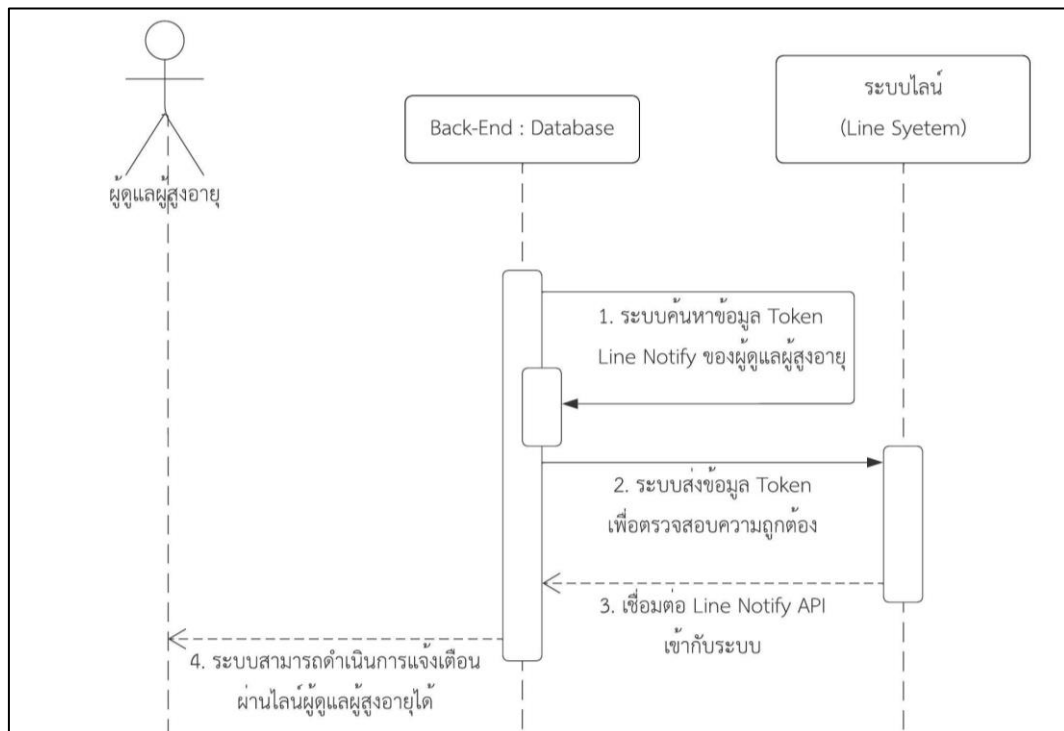 ระบบไลน์
Back-End : Database
(Line Syetem)
ผู้ดูแลผู้สูงอายุ
1. ระบบค้นหาข้อมูล Token
Line Notify ของผู้ดูแลผู้สูงอายุ
2. ระบบส่งข้อมูล Token
เพื่อตรวจสอบความถูกต้อง
3. เชื่อมต่อ Line Notify API
เข้ากับระบบ
4. ระบบสามารถดำเนินการแจ้งเตือน
ผ่านไลน์ผู้ดูแลผู้สูงอายุได้